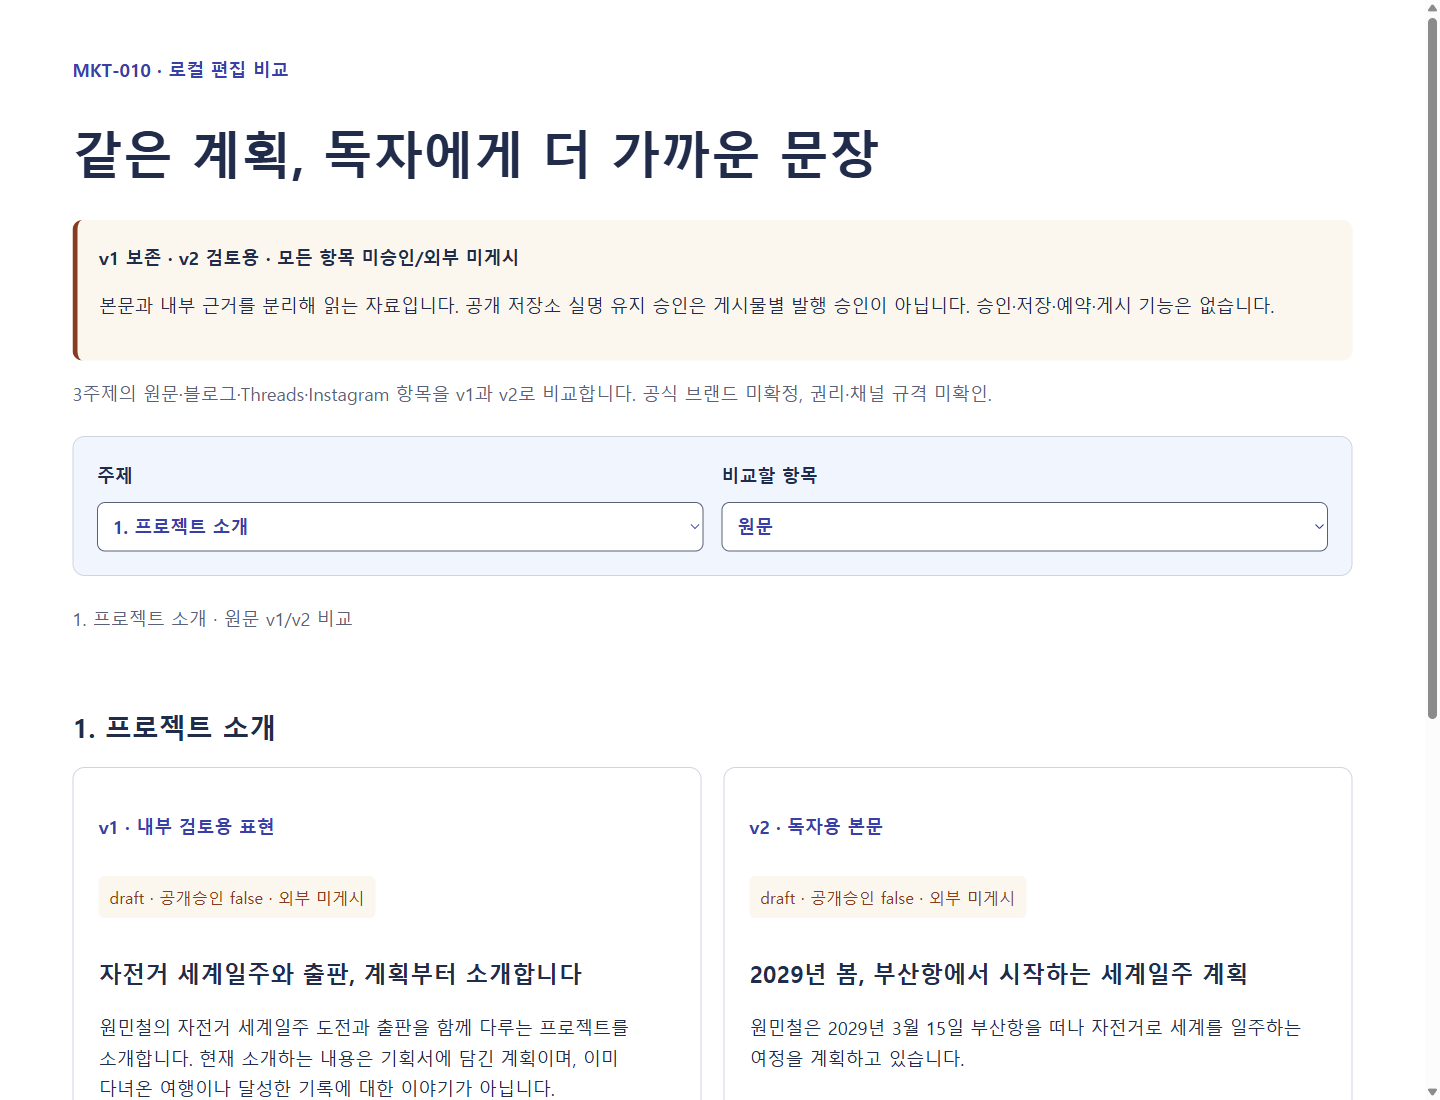 MKT-010 · 로컬 편집 비교
같은 계획, 독자에게 더 가까운 문장
v1 보존 · v2 검토용 · 모든 항목 미승인/외부 미게시
본문과 내부 근거를 분리해 읽는 자료입니다. 공개 저장소 실명 유지 승인은 게시물별 발행 승인이 아닙니다. 승인·저장·예약·게시 기능은 없습니다.
3주제의 원문·블로그·Threads·Instagram 항목을 v1과 v2로 비교합니다. 공식 브랜드 미확정, 권리·채널 규격 미확인.
주제
1. 프로젝트 소개
비교할 항목
원문
1. 프로젝트 소개 · 원문 v1/v2 비교
1. 프로젝트 소개
v1 · 내부 검토용 표현
draft · 공개승인 false · 외부 미게시
자전거 세계일주와 출판, 계획부터 소개합니다
원민철의 자전거 세계일주 도전과 출판을 함께 다루는 프로젝트를
소개합니다. 현재 소개하는 내용은 기획서에 담긴 계획이며, 이미
다녀온 여행이나 달성한 기록에 대한 이야기가 아닙니다.
v2 · 독자용 본문
draft · 공개승인 false · 외부 미게시
2029년 봄, 부산항에서 시작하는 세계일주 계획
원민철은 2029년 3월 15일 부산항을 떠나 자전거로 세계를 일주하는
여정을 계획하고 있습니다.